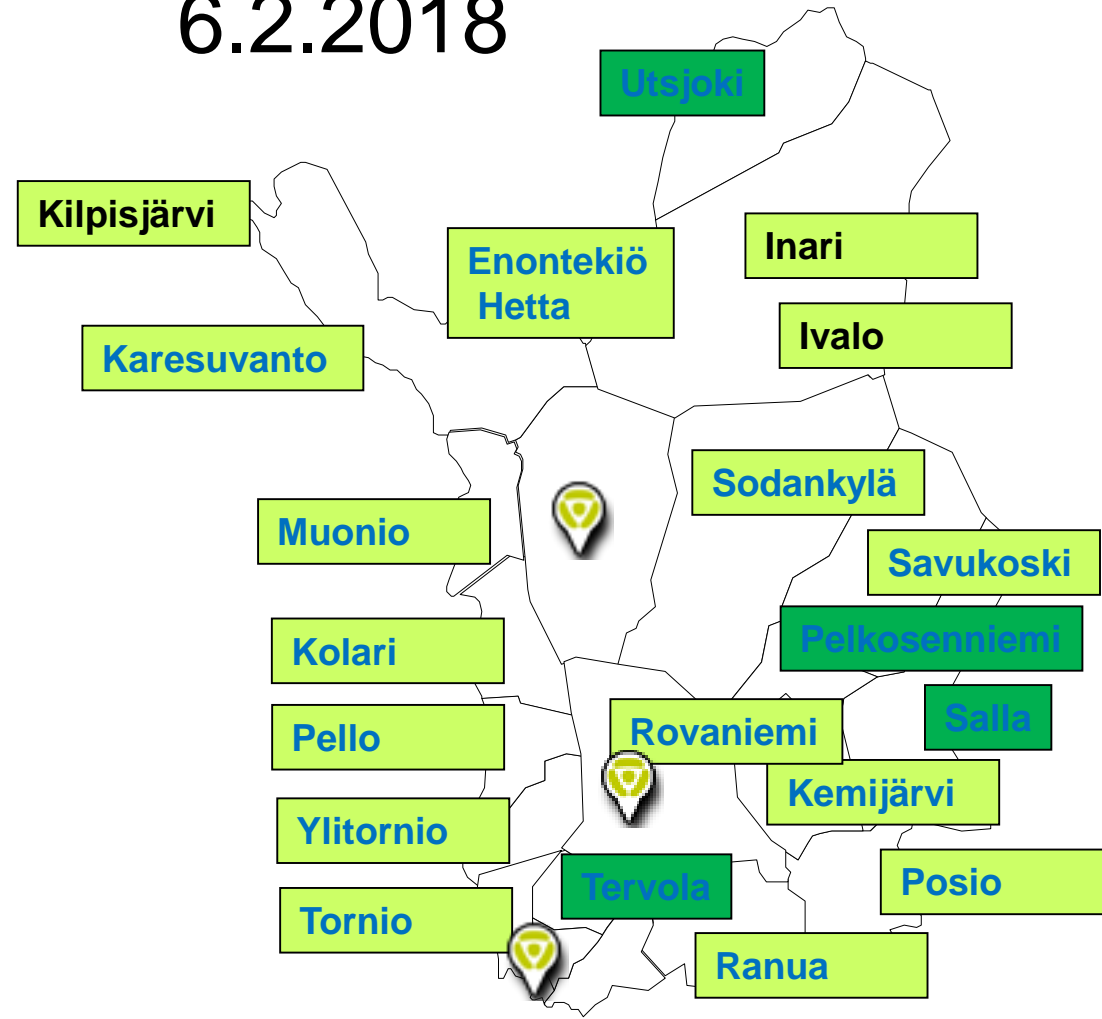 6.2.2018
Utsjoki
Kilpisjärvi
Enontekiö
Hetta
Inari
Ivalo
Karesuvanto
Sodankylä
Muonio
Savukoski
Pelkosenniemi
Kolari
Salla
Pello
Rovaniemi
Kemijärvi
Ylitornio
Tervola
Posio
Tornio
Ranua